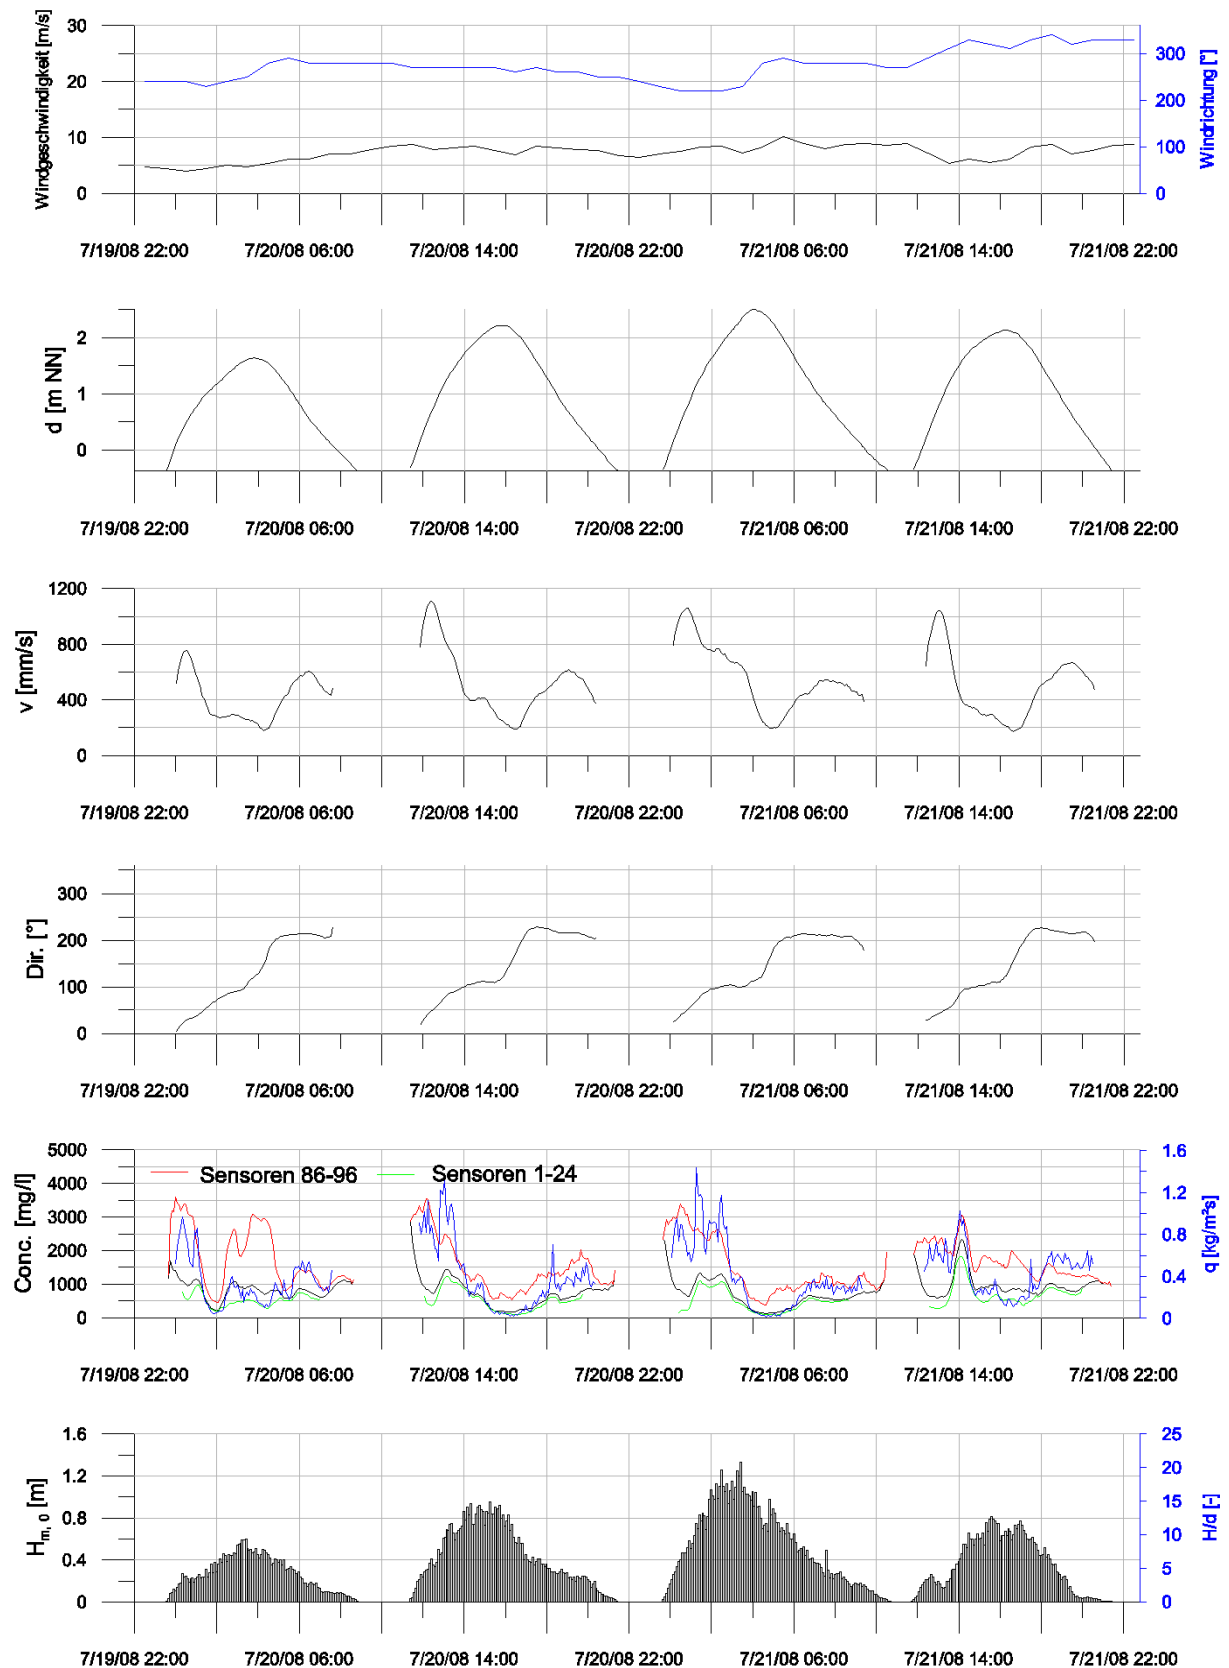 30
20
10
0
Windgeschwindigkeit [m/s]
300
200
100
0
Windrichtung [°]
7/19/08 22:00 7/20/08 06:00 7/20/08 14:00 7/20/08 22:00 7/21/08 06:00 7/21/08 14:00 7/21/08 22:00
2
1
0
d [m NN]
7/19/08 22:00 7/20/08 06:00 7/20/08 14:00 7/20/08 22:00 7/21/08 06:00 7/21/08 14:00 7/21/08 22:00
1200
800
400
0
v [mm/s]
7/19/08 22:00 7/20/08 06:00 7/20/08 14:00 7/20/08 22:00 7/21/08 06:00 7/21/08 14:00 7/21/08 22:00
300
200
100
0
Dir. [°]
7/19/08 22:00 7/20/08 06:00 7/20/08 14:00 7/20/08 22:00 7/21/08 06:00 7/21/08 14:00 7/21/08 22:00
5000
4000
3000
2000
1000
0
Conc. [mg/l]
Sensoren 86-96 Sensoren 1-24
1.6
1.2
0.8
0.4
0
q [kg/m²s]
7/19/08 22:00 7/20/08 06:00 7/20/08 14:00 7/20/08 22:00 7/21/08 06:00 7/21/08 14:00 7/21/08 22:00
1.6
1.2
0.8
0.4
0
Hm, 0 [m]
25
20
15
10
5
0
H/d [-]
7/19/08 22:00 7/20/08 06:00 7/20/08 14:00 7/20/08 22:00 7/21/08 06:00 7/21/08 14:00 7/21/08 22:00